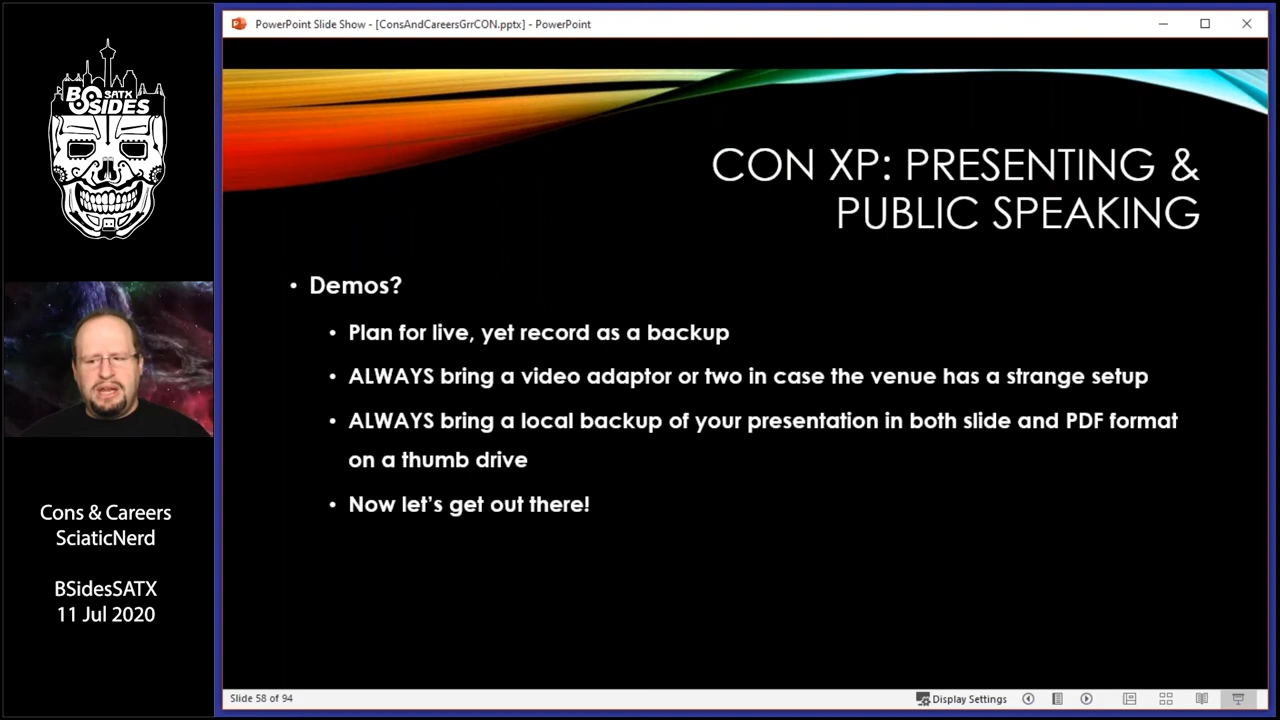 PowerPoint Slide Show - [ConsAndCareersGrrCON.pptx] - PowerPoint
BSIDES
SATX
CON XP: PRESENTING &
PUBLIC SPEAKING
• Demos?
• Plan for live, yet record as a backup
• ALWAYS bring a video adaptor or two in case the venue has a strange setup
• ALWAYS bring a local backup of your presentation in both slide and PDF format
on a thumb drive
• Now let's get out there!
Cons & Careers
SciaticNerd
BSidesSATX
11 Jul 2020
Slide 58 of 94
Display Settings